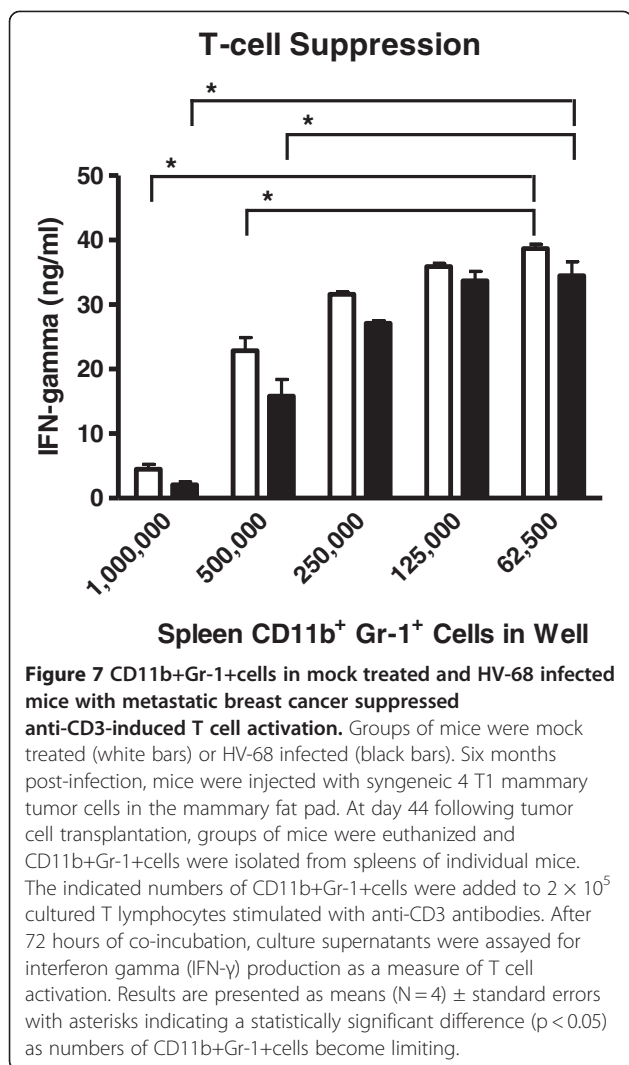 T-cell Suppression
*
*
*
*
50
40
30
20
10
0
IFN-gamma (ng/ml)
1,000,000
500,000
250,000
125,000
62,500
Spleen CD11b⁺ Gr-1⁺ Cells in Well
Figure 7 CD11b+Gr-1+cells in mock treated and HV-68 infected
mice with metastatic breast cancer suppressed
anti-CD3-induced T cell activation. Groups of mice were mock
treated (white bars) or HV-68 infected (black bars). Six months
post-infection, mice were injected with syngeneic 4 T1 mammary
tumor cells in the mammary fat pad. At day 44 following tumor
cell transplantation, groups of mice were euthanized and
CD11b+Gr-1+cells were isolated from spleens of individual mice.
The indicated numbers of CD11b+Gr-1+cells were added to 2 × 10⁵
cultured T lymphocytes stimulated with anti-CD3 antibodies. After
72 hours of co-incubation, culture supernatants were assayed for
interferon gamma (IFN-γ) production as a measure of T cell
activation. Results are presented as means (N = 4) ± standard errors
with asterisks indicating a statistically significant difference (p < 0.05)
as numbers of CD11b+Gr-1+cells become limiting.